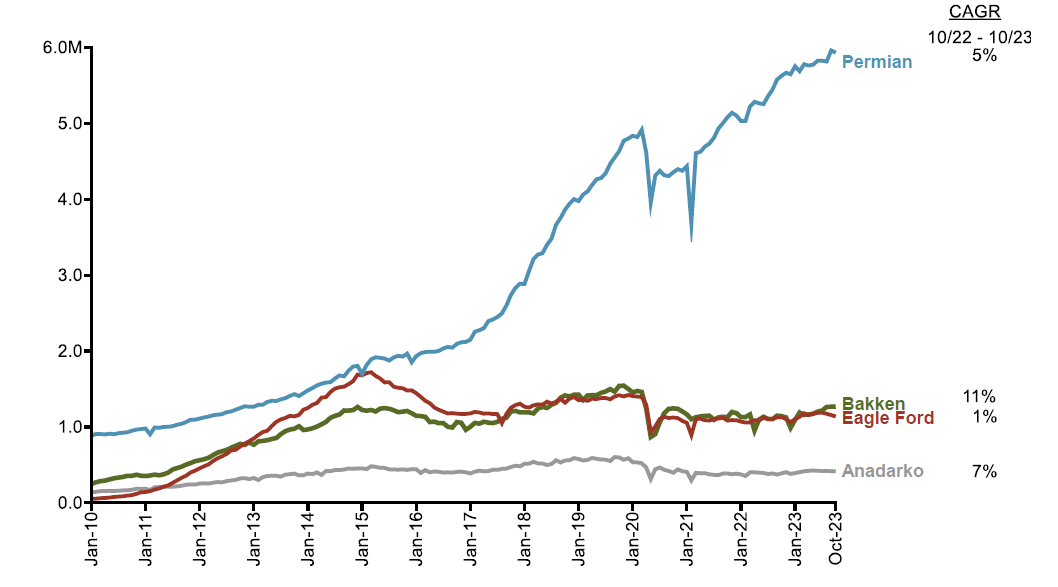 CAGR
10/22 - 10/23
6.0M
5%
Permian
5.0
4.0
3.0
2.0
11%
Bakken
Eagle Ford
1%
1.0
Anadarko
7%
0.0
Jan-10
Jan-11
Jan-12
Jan-13
Jan-14
Jan-15
Jan-16
Jan-17
Jan-18
Jan-19
Jan-20
Jan-21
Jan-22
Jan-23
Oct-23